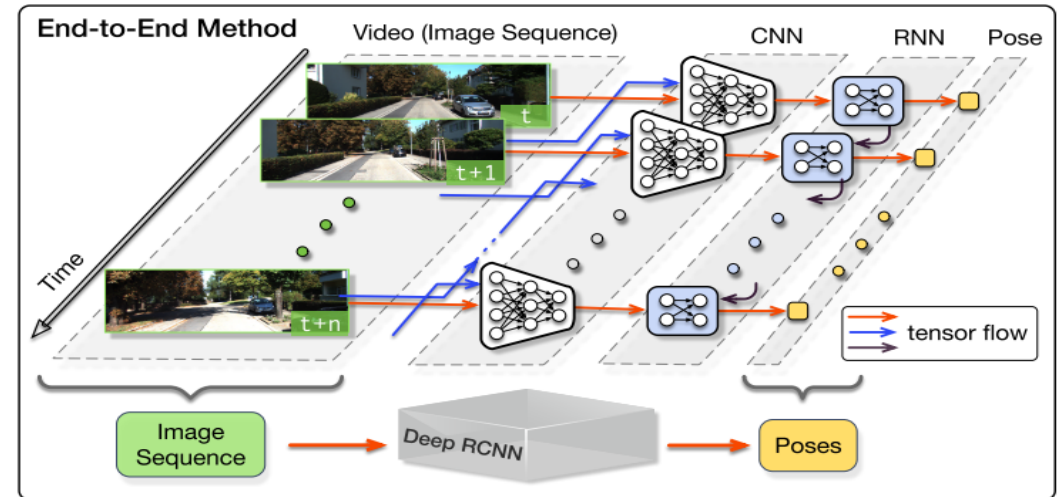 End-to-End Method
Video (Image Sequence)
CNN
RNN
Pose
t
t+1
Time
t+n
tensor flow
Image
Sequence
Deep RCNN
Poses